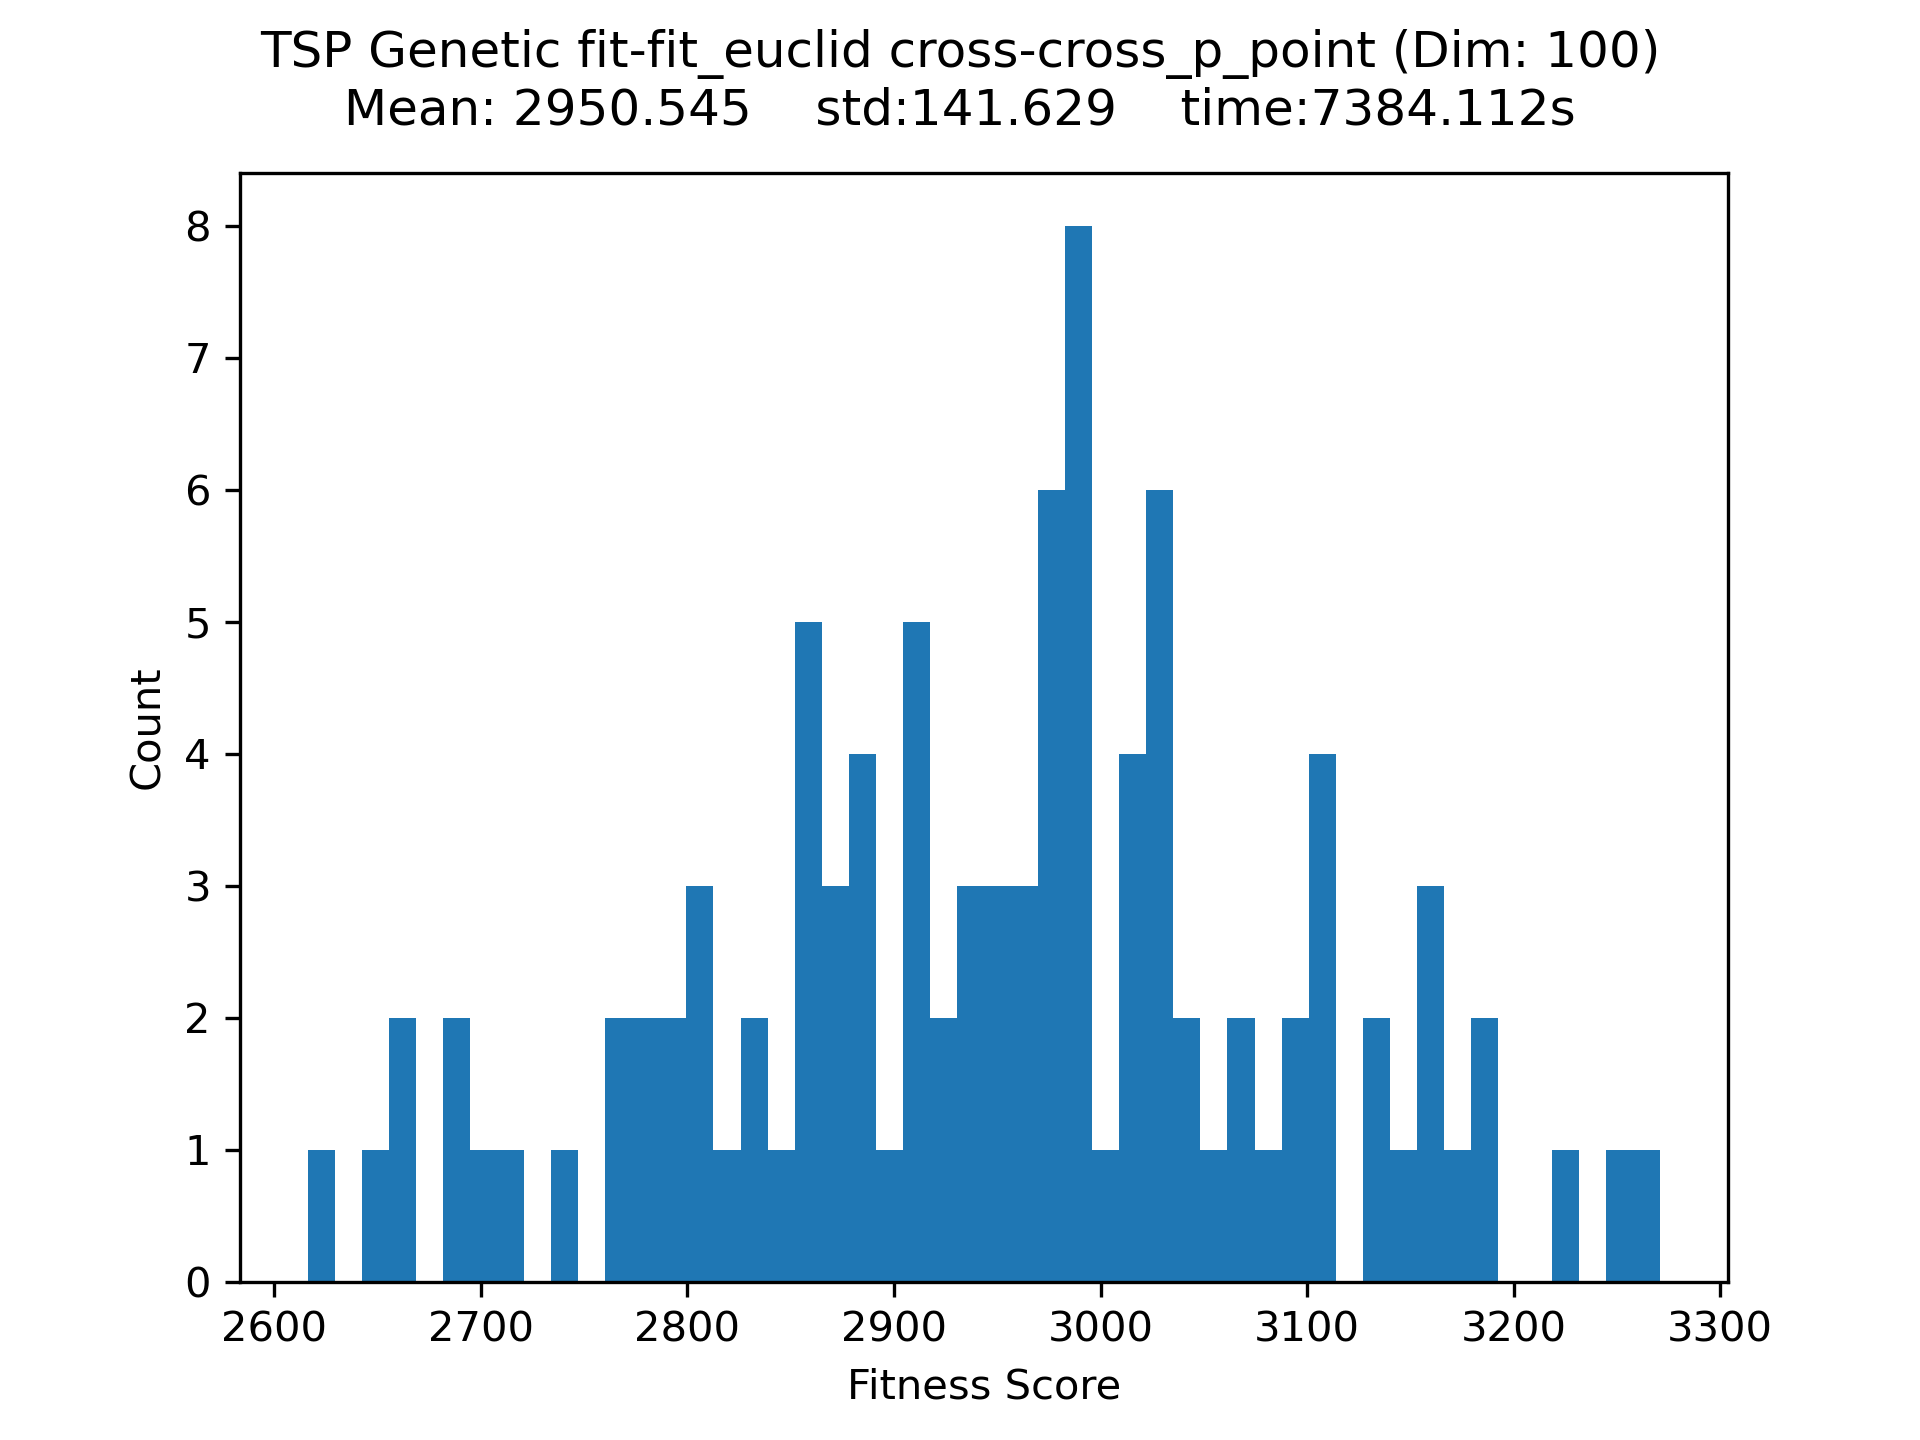 TSP Genetic fit-fit_euclid cross-cross_p_point (Dim: 100)
Mean: 2950.545 std:141.629 time:7384.112s
8
7
6
5
4
3
2
1
0
Count
2600 2700 2800 2900 3000 3100 3200 3300
Fitness Score